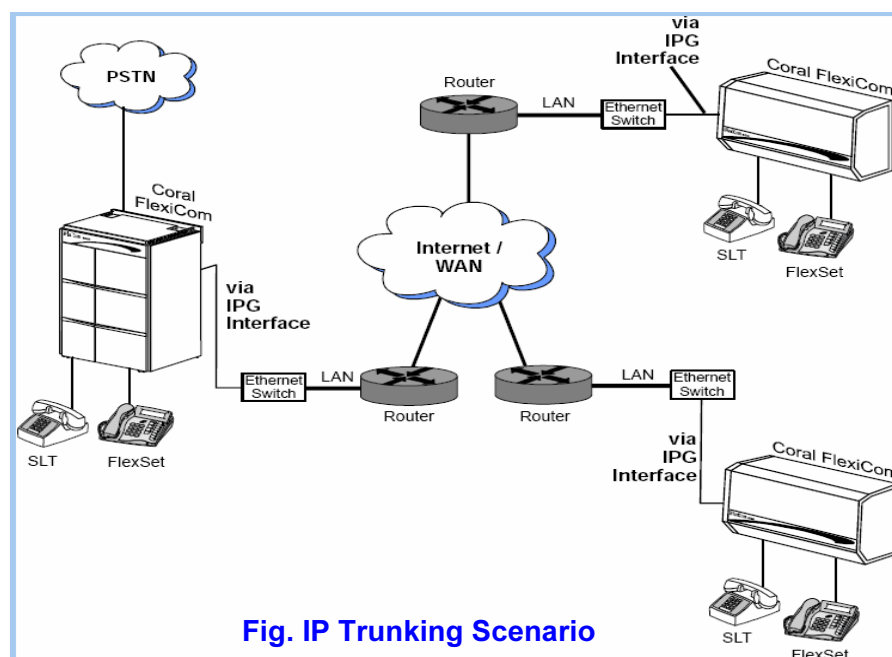 PSTN
via
IPG
Interface
Coral FlexiCom
Router
LAN
Ethernet
Switch
SLT
FlexSet
Coral
FlexiCom
Internet /
WAN
via
IPG
Interface
Ethernet
Switch
LAN
Router
Router
LAN
Ethernet
Switch
SLT
FlexSet
via
IPG
Interface
Coral FlexiCom
SLT
FlexSet
Fig. IP Trunking Scenario